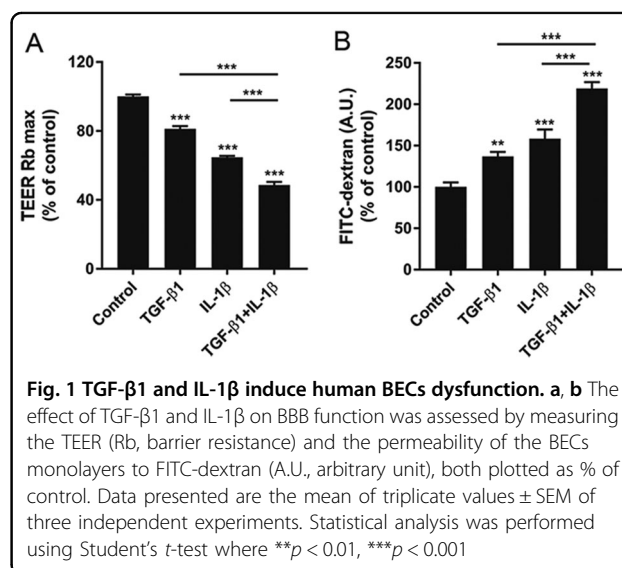 A
TEER Rb max
(% of control)
120
80
40
0
***
***
***
***
***
Control
TGF-β1
IL-1β
TGF-β1+IL-1β
B
FITC-dextran (A.U.)
(% of control)
250
200
150
100
50
0
***
***
***
***
**
Control
TGF-β1
IL-1β
TGF-β1+IL-1β
Fig. 1 TGF-β1 and IL-1β induce human BECs dysfunction. a, b The
effect of TGF-β1 and IL-1β on BBB function was assessed by measuring
the TEER (Rb, barrier resistance) and the permeability of the BECs
monolayers to FITC-dextran (A.U., arbitrary unit), both plotted as % of
control. Data presented are the mean of triplicate values ± SEM of
three independent experiments. Statistical analysis was performed
using Student's t-test where **p < 0.01, ***p < 0.001